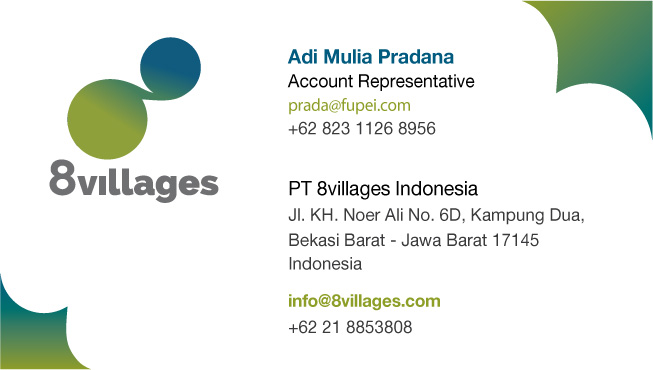 8villages
Adi Mulia Pradana
Account Representative
prada@fupei.com
+62 823 1126 8956
PT 8villages Indonesia
Jl. KH. Noer Ali No. 6D, Kampung Dua,
Bekasi Barat - Jawa Barat 17145
Indonesia
info@8villages.com
+62 21 8853808